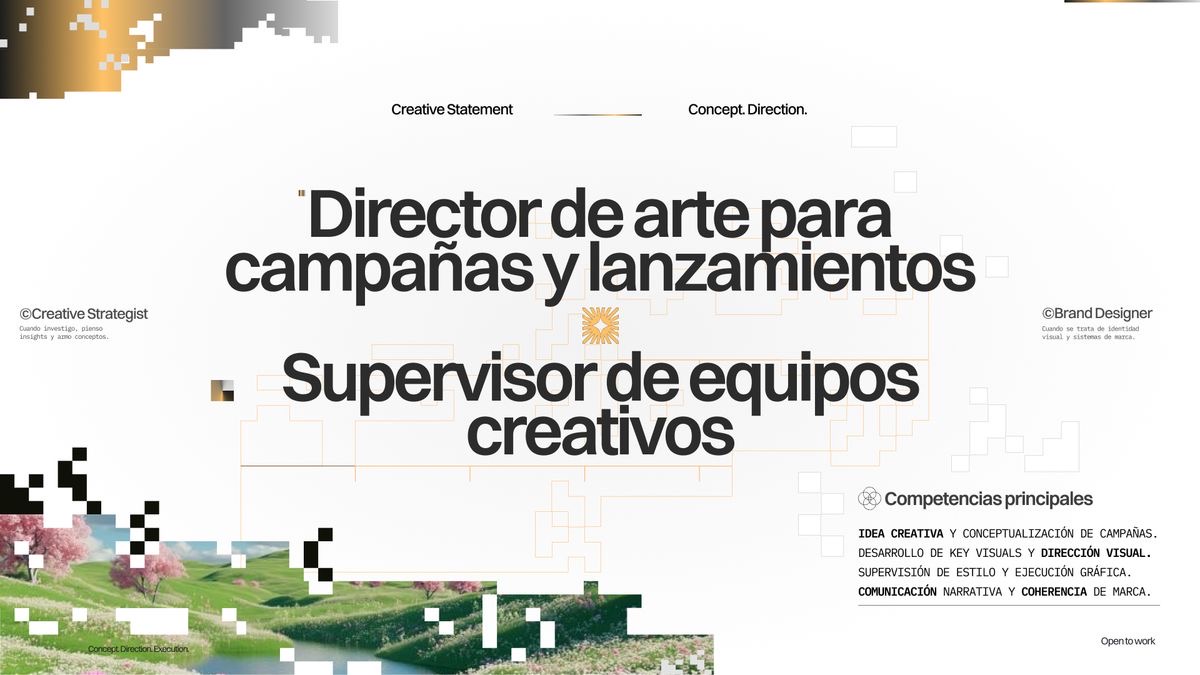 Creative Statement
Concept. Direction.
Director de arte para
campañas y lanzamientos
©Creative Strategist
Cuando investigo, pienso
insights y armo conceptos.
©Brand Designer
Cuando se trata de identidad
visual y sistemas de marca.
Supervisor de equipos
creativos
Competencias principales
IDEA CREATIVA Y CONCEPTUALIZACIÓN DE CAMPAÑAS.
DESARROLLO DE KEY VISUALS Y DIRECCIÓN VISUAL.
SUPERVISIÓN DE ESTILO Y EJECUCIÓN GRÁFICA.
COMUNICACIÓN NARRATIVA Y COHERENCIA DE MARCA.
Concept. Direction. Execution.
Open to work